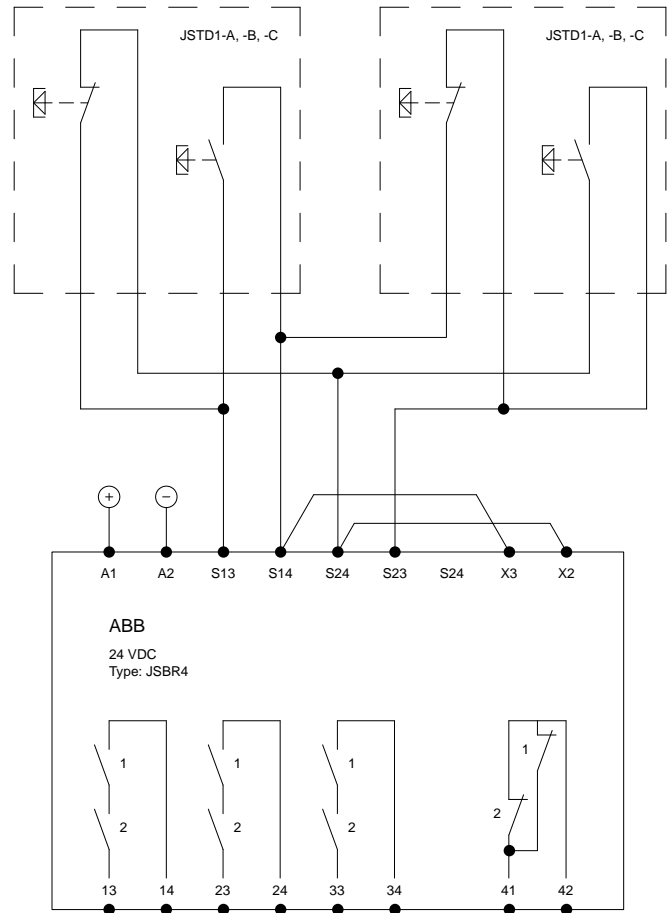 JSTD1-A, -B, -C JSTD1-A, -B, -C
+ −
A1 A2 S13 S14 S24 S23 S24 X3 X2
ABB
24 VDC
Type: JSBR4
1 1 1 1
2 2 2 2
13 14 23 24 33 34 41 42